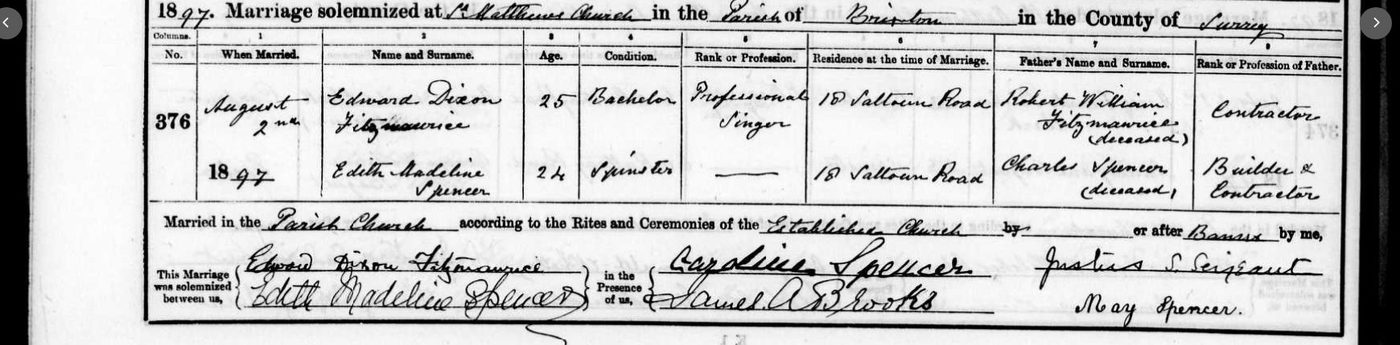 1897. Marriage solemnized at St. Matthews Church in the Parish of Brixton in the County of Surrey
Columns. 1 2 3 4 5 6 7 8
No. When Married. Name and Surname. Age. Condition. Rank or Profession. Residence at the time of Marriage. Father's Name and Surname. Rank or Profession of Father.
376 August 2nd 1897
Edward Dixon Fitzmaurice 25 Bachelor Professional Singer 18 Saltoun Road Robert William Fitzmaurice (deceased) Contractor
Edith Madeline Spencer 24 Spinster — 18 Saltoun Road Charles Spencer (deceased) Builder & Contractor
Married in the Parish Church according to the Rites and Ceremonies of the Established Church by or after Banns by me,
This Marriage was solemnized between us, Edward Dixon Fitzmaurice in the Presence of us, Caroline Spencer Justus S. Sergeant
Edith Madeline Spencer James A Brooks May Spencer.